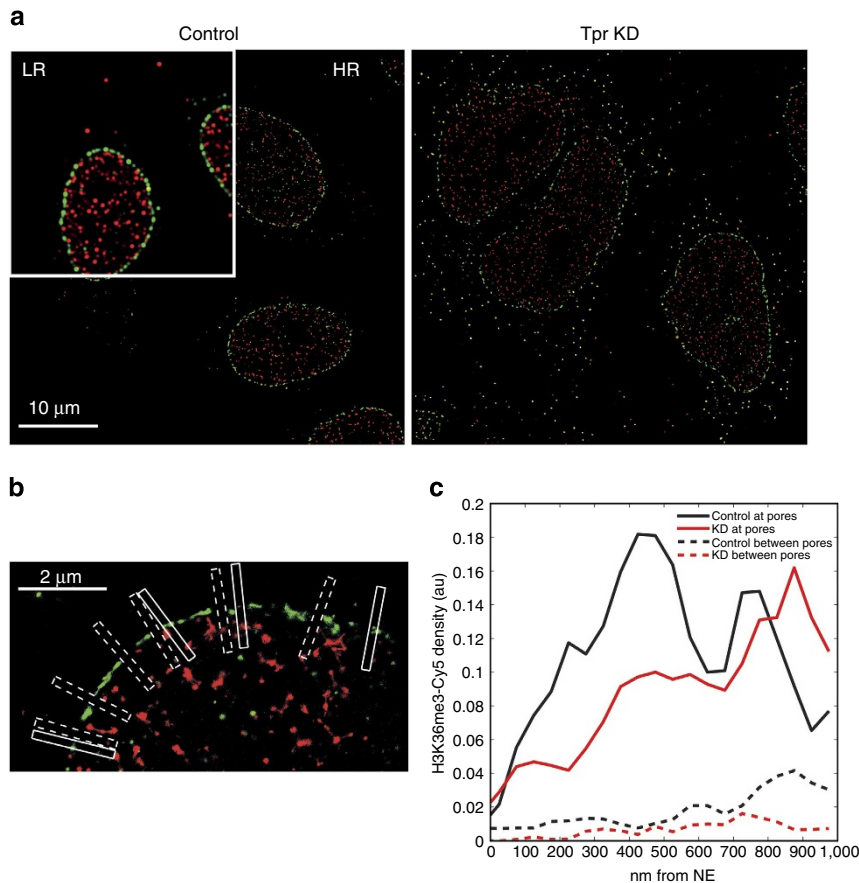 a
Control
Tpr KD
LR
HR
10 μm
b
c
2 μm
0.2
0.18
0.16
0.14
0.12
0.1
0.08
0.06
0.04
0.02
0
H3K36me3-Cy5 density (au)
Control at pores
KD at pores
Control between pores
KD between pores
0 100 200 300 400 500 600 700 800 900 1,000
nm from NE